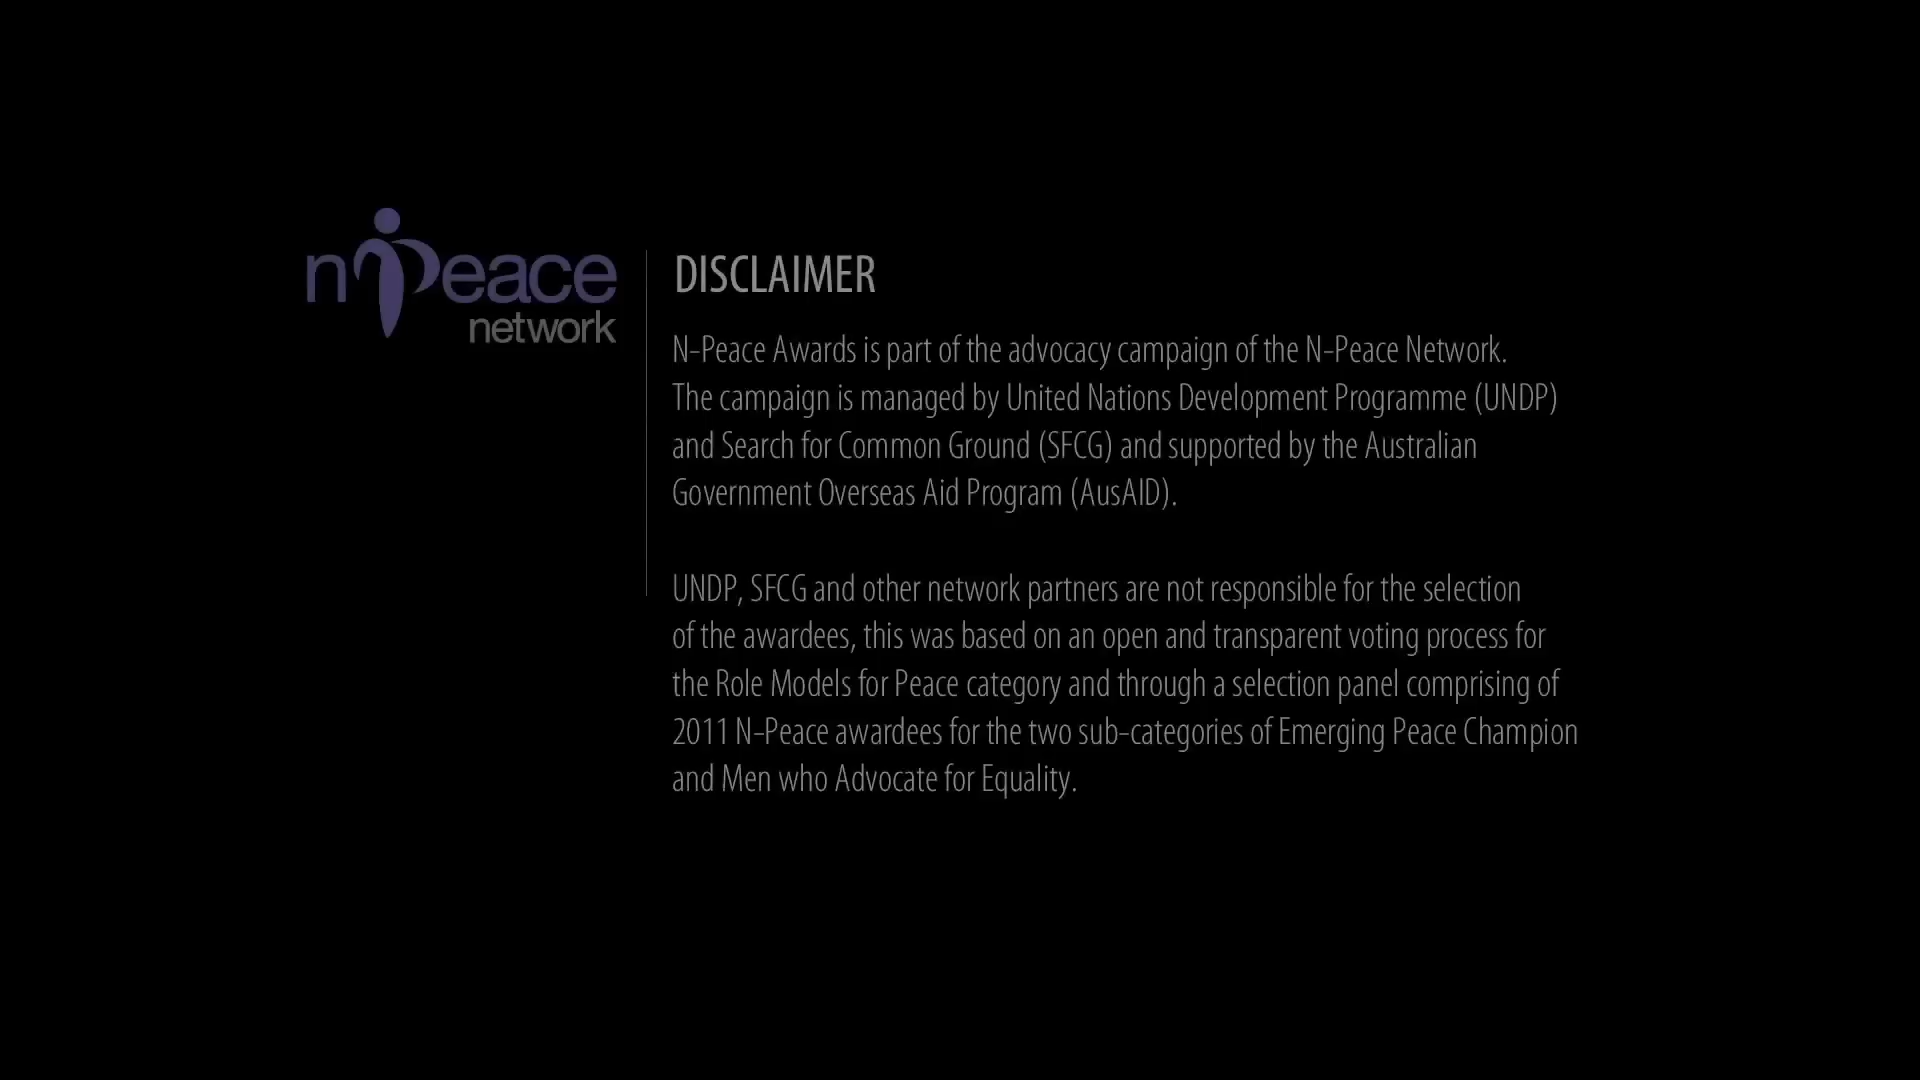 nPeace
network
DISCLAIMER
N-Peace Awards is part of the advocacy campaign of the N-Peace Network.
The campaign is managed by United Nations Development Programme (UNDP)
and Search for Common Ground (SFCG) and supported by the Australian
Government Overseas Aid Program (AusAID).
UNDP, SFCG and other network partners are not responsible for the selection
of the awardees, this was based on an open and transparent voting process for
the Role Models for Peace category and through a selection panel comprising of
2011 N-Peace awardees for the two sub-categories of Emerging Peace Champion
and Men who Advocate for Equality.